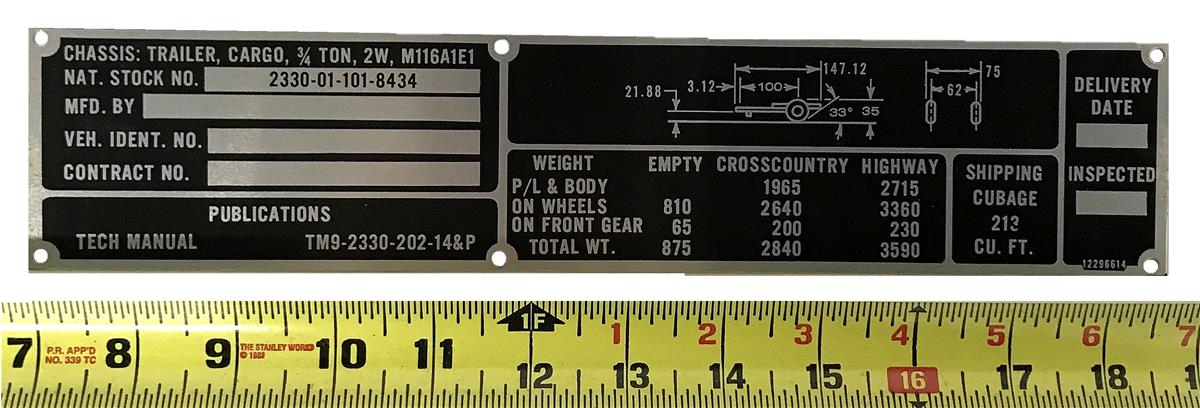 CHASSIS: TRAILER, CARGO, ¾ TON, 2W, M116A1E1
NAT. STOCK NO. 2330-01-101-8434
MFD. BY
VEH. IDENT. NO.
CONTRACT NO.
PUBLICATIONS
TECH MANUAL TM9-2330-202-14&P
147.12
3.12
100
21.88
33° 35
75
62
WEIGHT EMPTY CROSSCOUNTRY HIGHWAY
P/L & BODY 1965 2715
ON WHEELS 810 2640 3360
ON FRONT GEAR 65 200 230
TOTAL WT. 875 2840 3590
SHIPPING
CUBAGE
213
CU. FT.
DELIVERY
DATE
INSPECTED
12296614
1F 1 2 3 4 5 6 7
7 8 9 10 11 12 13 14 15 16 17 18 1
P.R. APP'D
NO. 339 TC
THE STANLEY WORKS
© 1983